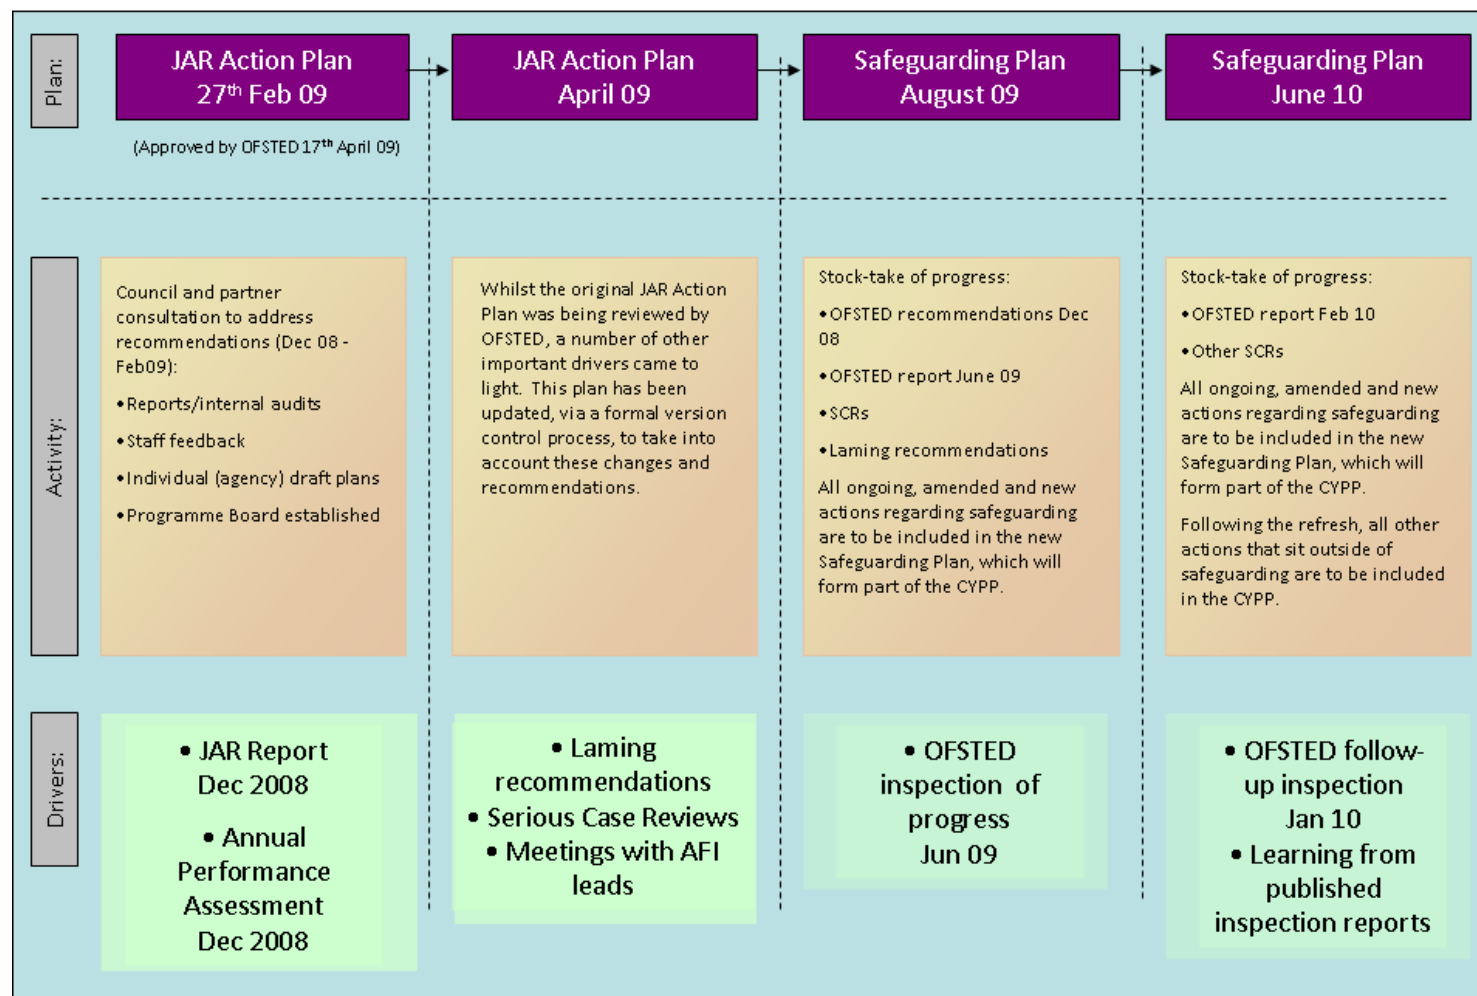 Plan:
JAR Action Plan
27th Feb 09
(Approved by OFSTED 17th April 09)
JAR Action Plan
April 09
Safeguarding Plan
August 09
Safeguarding Plan
June 10
Activity:
Council and partner
consultation to address
recommendations (Dec 08 -
Feb09):
•Reports/internal audits
•Staff feedback
•Individual (agency) draft plans
•Programme Board established
Whilst the original JAR Action
Plan was being reviewed by
OFSTED, a number of other
important drivers came to
light. This plan has been
updated, via a formal version
control process, to take into
account these changes and
recommendations.
Stock-take of progress:
•OFSTED recommendations Dec
08
•OFSTED report June 09
•SCRs
•Laming recommendations
All ongoing, amended and new
actions regarding safeguarding
are to be included in the new
Safeguarding Plan, which will
form part of the CYPP.
Stock-take of progress:
•OFSTED report Feb 10
•Other SCRs
All ongoing, amended and new
actions regarding safeguarding
are to be included in the new
Safeguarding Plan, which will
form part of the CYPP.
Following the refresh, all other
actions that sit outside of
safeguarding are to be included
in the CYPP.
Drivers:
• JAR Report
Dec 2008
• Annual
Performance
Assessment
Dec 2008
• Laming
recommendations
• Serious Case Reviews
• Meetings with AFI
leads
• OFSTED
inspection of
progress
Jun 09
• OFSTED follow-
up inspection
Jan 10
• Learning from
published
inspection reports